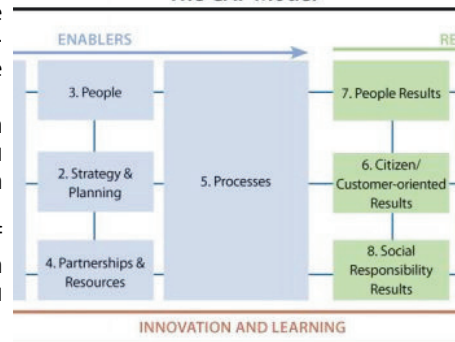 ENABLERS
3. People
2. Strategy &
Planning
4. Partnerships &
Resources
5. Processes
7. People Results
6. Citizen/
Customer-oriented
Results
8. Social
Responsibility
Results
INNOVATION AND LEARNING